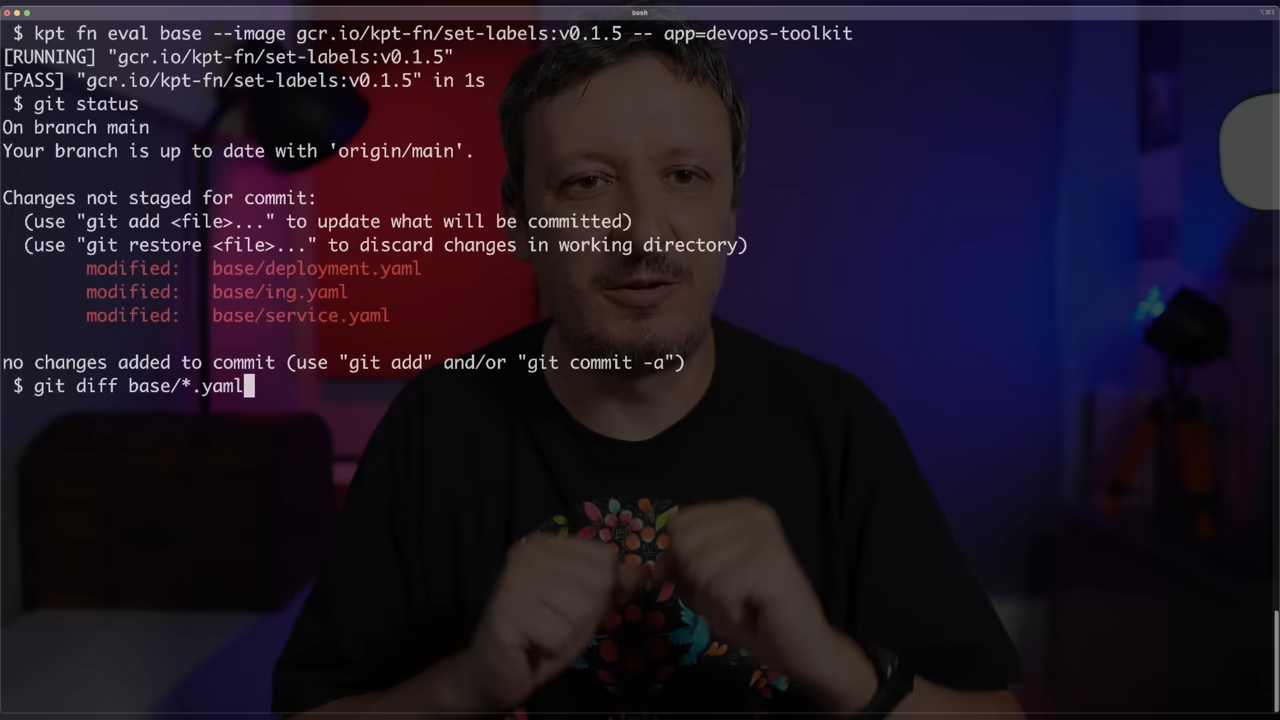 bash
⌥⌘1
$ kpt fn eval base --image gcr.io/kpt-fn/set-labels:v0.1.5 -- app=devops-toolkit
[RUNNING] "gcr.io/kpt-fn/set-labels:v0.1.5"
[PASS] "gcr.io/kpt-fn/set-labels:v0.1.5" in 1s
$ git status
On branch main
Your branch is up to date with 'origin/main'.
Changes not staged for commit:
(use "git add <file>..." to update what will be committed)
(use "git restore <file>..." to discard changes in working directory)
modified: base/deployment.yaml
modified: base/ing.yaml
modified: base/service.yaml
no changes added to commit (use "git add" and/or "git commit -a")
$ git diff base/*.yaml